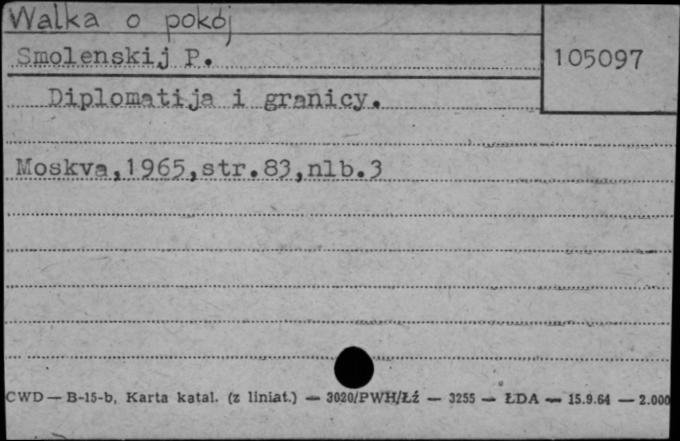 Walka o pokój
Smolenskij P.
105097
Diplomatija i granicy.
Moskva,1965,str.83,nlb.3
CWD — B-15-b, Karta katal. (z liniat.) — 3020/PWH/Łź — 3255 — ŁDA — 15.9.64 — 2.000